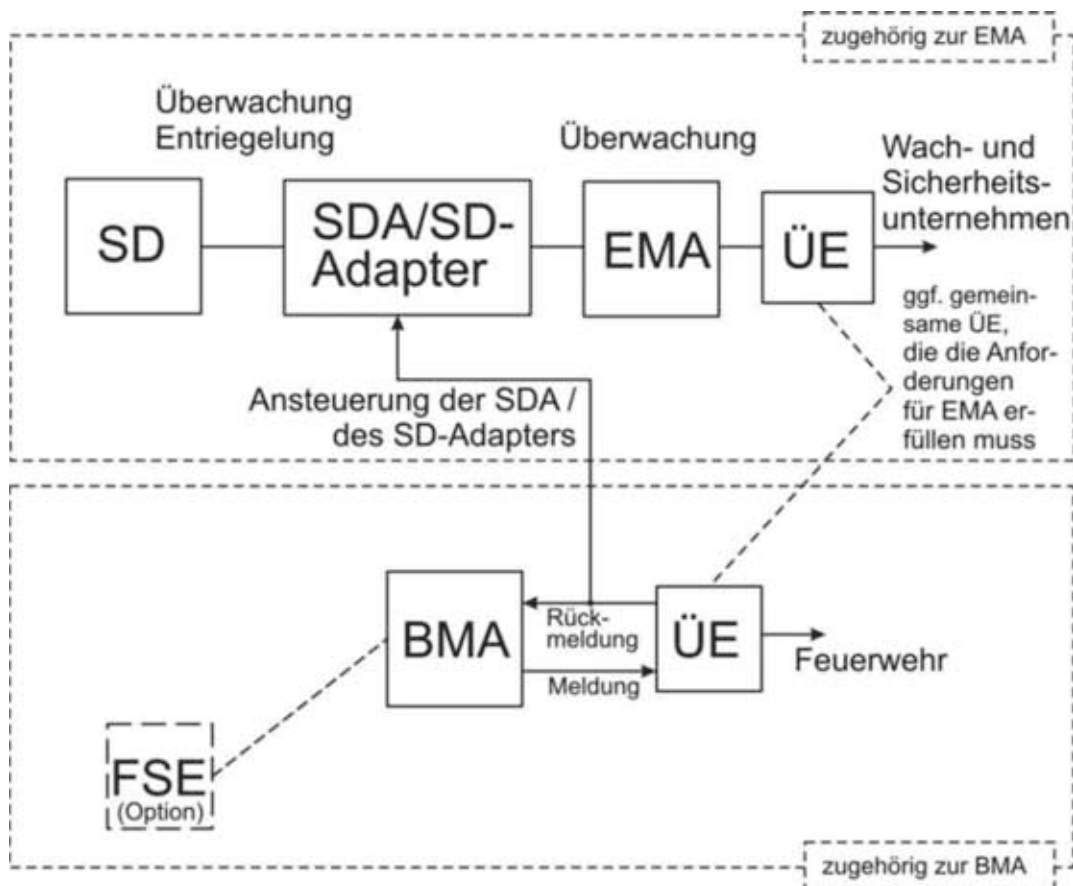 zugehörig zur EMA
Überwachung
Entriegelung
Überwachung
Wach- und
Sicherheits-
unternehmen
SD
SDA/SD-
Adapter
EMA
ÜE
ggf. gemein-
same ÜE,
die die Anfor-
derungen
für EMA er-
füllen muss
Ansteuerung der SDA /
des SD-Adapters
BMA
Rück-
meldung
Meldung
ÜE
Feuerwehr
FSE
(Option)
zugehörig zur BMA